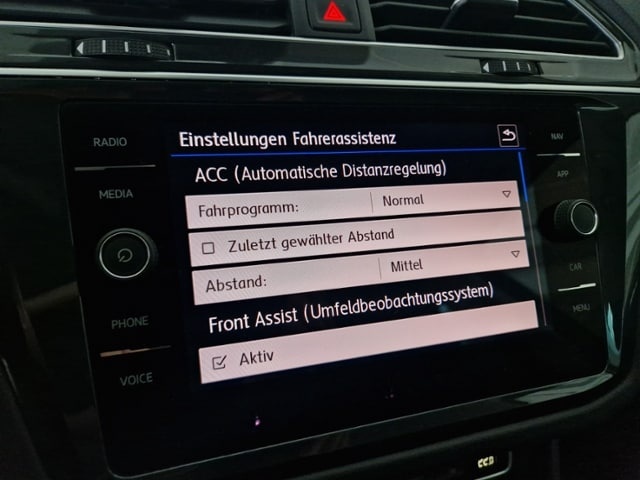 RADIO
MEDIA
PHONE
VOICE
Einstellungen Fahrerassistenz
ACC (Automatische Distanzregelung)
Fahrprogramm: Normal
Zuletzt gewählter Abstand
Abstand: Mittel
Front Assist (Umfeldbeobachtungssystem)
Aktiv
NAV
APP
CAR
MENU